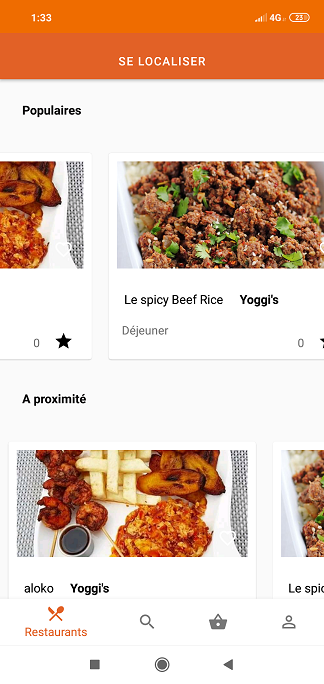 1:33 4G 23
SE LOCALISER
Populaires
Le spicy Beef Rice Yoggi's
Déjeuner
0 0
A proximité
aloko Yoggi's Le spic
Restaurants